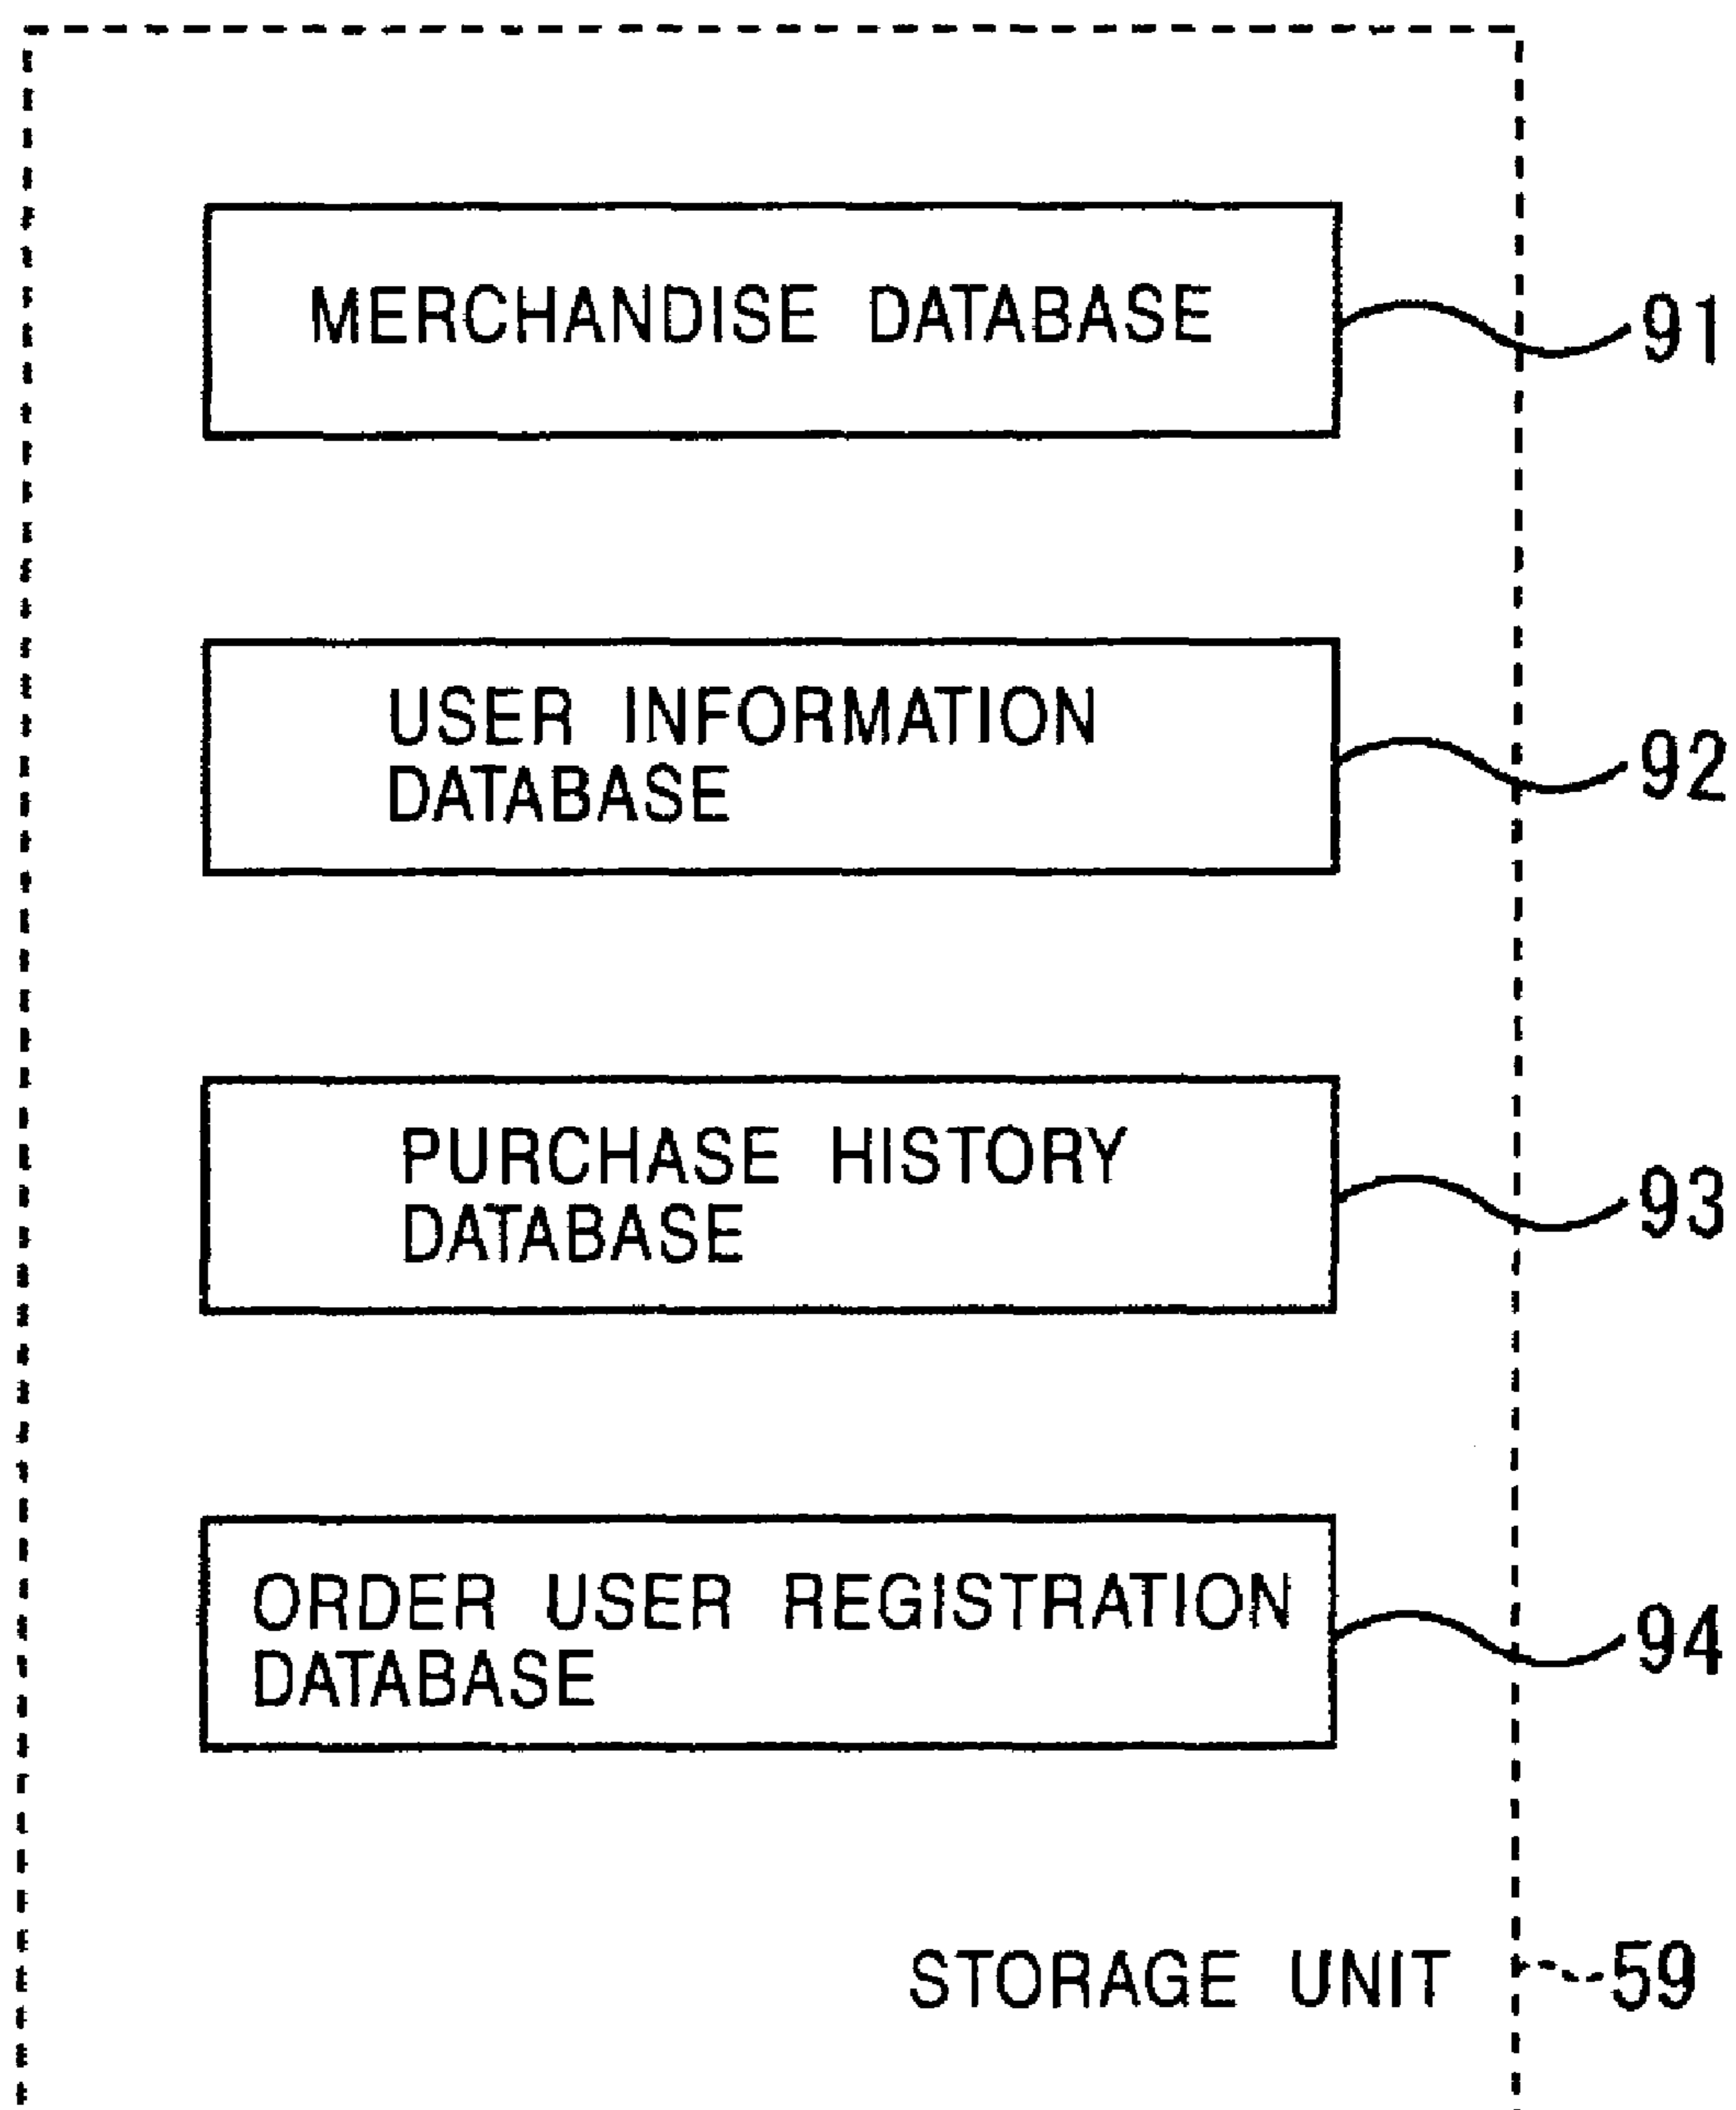 MERCHANDISE DATABASE
91
USER INFORMATION
DATABASE
92
PURCHASE HISTORY
DATABASE
93
ORDER USER REGISTRATION
DATABASE
94
STORAGE UNIT
59